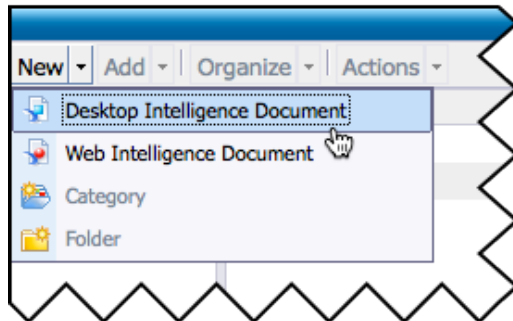 New Add Organize Actions
Desktop Intelligence Document
Web Intelligence Document
Category
Folder